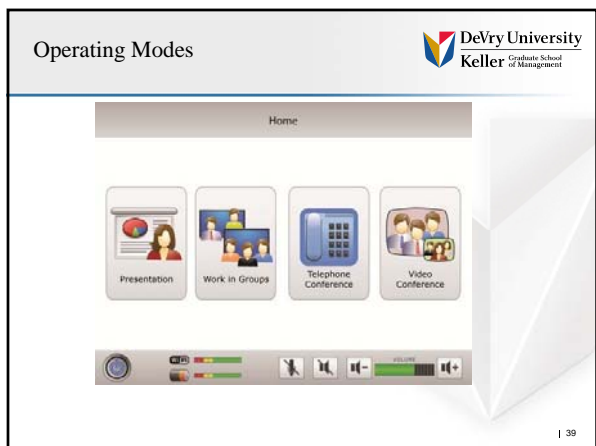 Operating Modes
DeVry University
Keller Graduate School
of Management
Home
Presentation
Work in Groups
Telephone
Conference
Video
Conference
VOLUME
| 39